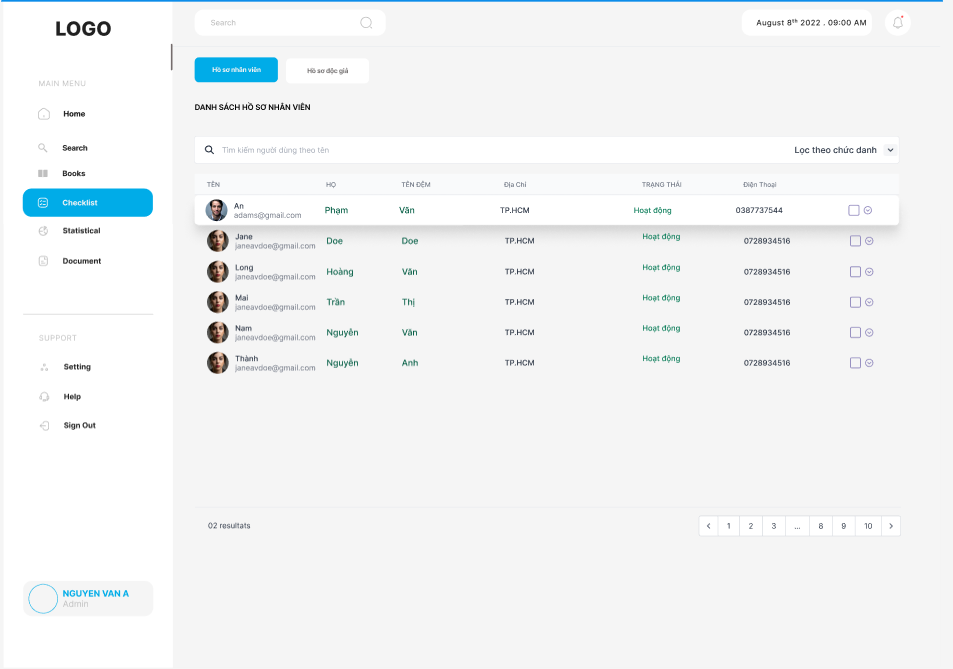 LOGO
Search
August 8th 2022 . 09:00 AM
MAIN MENU
Home
Search
Books
Checklist
Statistical
Document
SUPPORT
Setting
Help
Sign Out
NGUYEN VAN A
Admin
Hồ sơ nhân viên
Hồ sơ độc giả
DANH SÁCH HỒ SƠ NHÂN VIÊN
Tìm kiếm người dùng theo tên
Lọc theo chức danh
TÊN HỌ TÊN ĐỆM Địa Chỉ TRẠNG THÁI Điện Thoại
An
adams@gmail.com
Phạm Văn TP.HCM Hoạt động 0387737544
Jane
janeavdoe@gmail.com
Doe Doe TP.HCM Hoạt động 0728934516
Long
janeavdoe@gmail.com
Hoàng Văn TP.HCM Hoạt động 0728934516
Mai
janeavdoe@gmail.com
Trần Thị TP.HCM Hoạt động 0728934516
Nam
janeavdoe@gmail.com
Nguyễn Văn TP.HCM Hoạt động 0728934516
Thành
janeavdoe@gmail.com
Nguyễn Anh TP.HCM Hoạt động 0728934516
02 resultats
< 1 2 3 ... 8 9 10 >